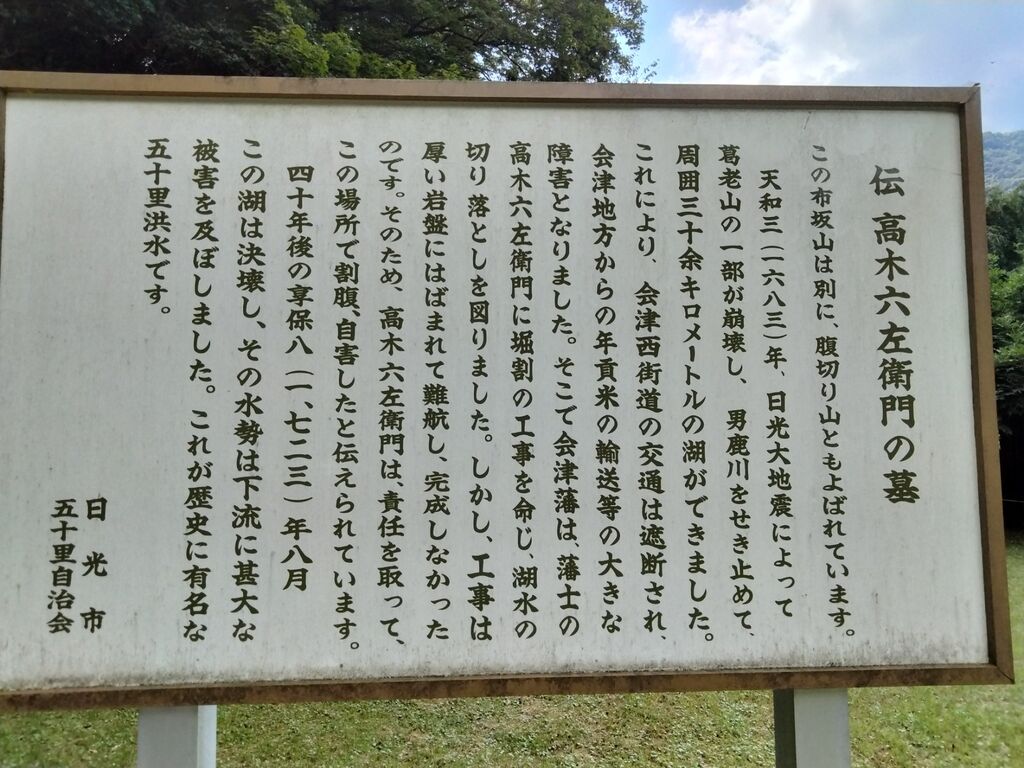 伝 高木六左衛門の墓
この布坂山は別に、腹切り山ともよばれています。
天和三（一六八三）年、日光大地震によって
葛老山の一部が崩壊し、男鹿川をせき止めて、
周囲三十余キロメートルの湖ができました。
これにより、会津西街道の交通は遮断され、
会津地方からの年貢米の輸送等の大きな
障害となりました。そこで会津藩は、藩士の
高木六左衛門に堀割の工事を命じ、湖水の
切り落としを図りました。しかし、工事は
厚い岩盤にはばまれて難航し、完成しなかった
のです。そのため、高木六左衛門は、責任を取って、
この場所で割腹、自害したと伝えられています。
四十年後の享保八（一、七二三）年八月
この湖は決壊し、その水勢は下流に甚大な
被害を及ぼしました。これが歴史に有名な
五十里洪水です。
日光市
五十里自治会